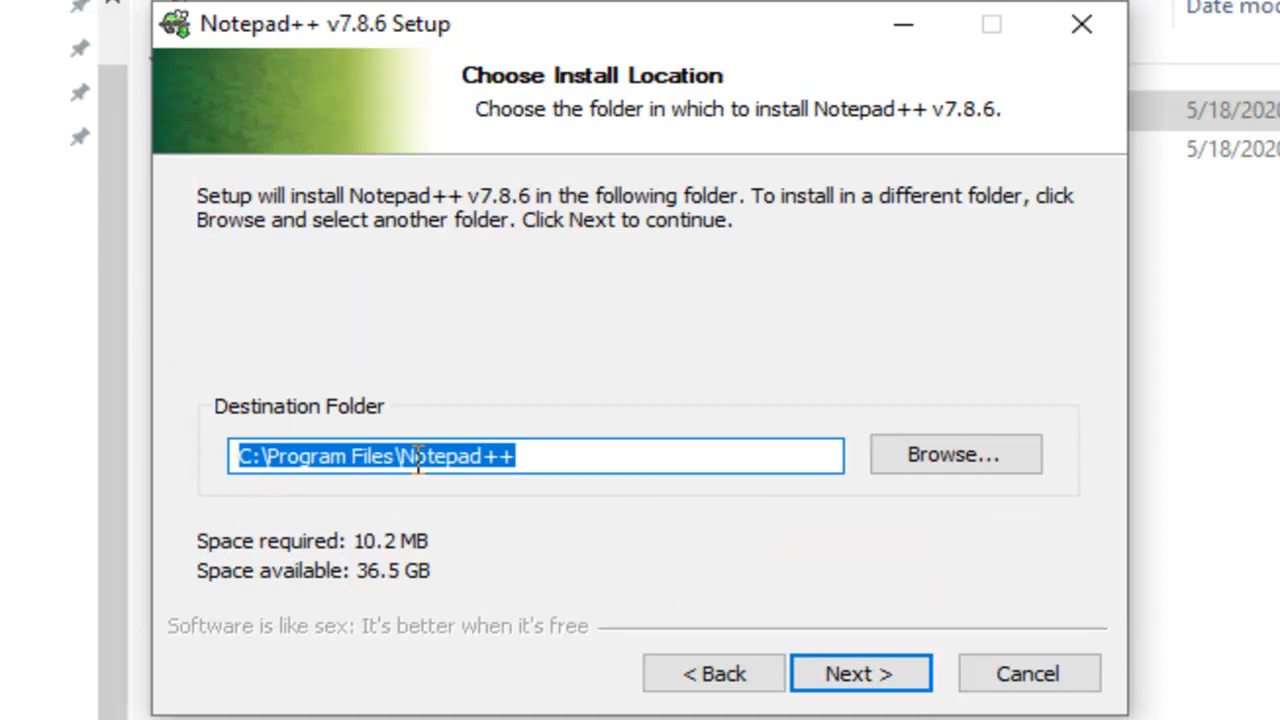 Date mo
Notepad++ v7.8.6 Setup
Choose Install Location
Choose the folder in which to install Notepad++ v7.8.6.
5/18/2020
5/18/2020
Setup will install Notepad++ v7.8.6 in the following folder. To install in a different folder, click
Browse and select another folder. Click Next to continue.
Destination Folder
C:\Program Files\Notepad++
Browse...
Space required: 10.2 MB
Space available: 36.5 GB
Software is like sex: It's better when it's free
< Back
Next >
Cancel